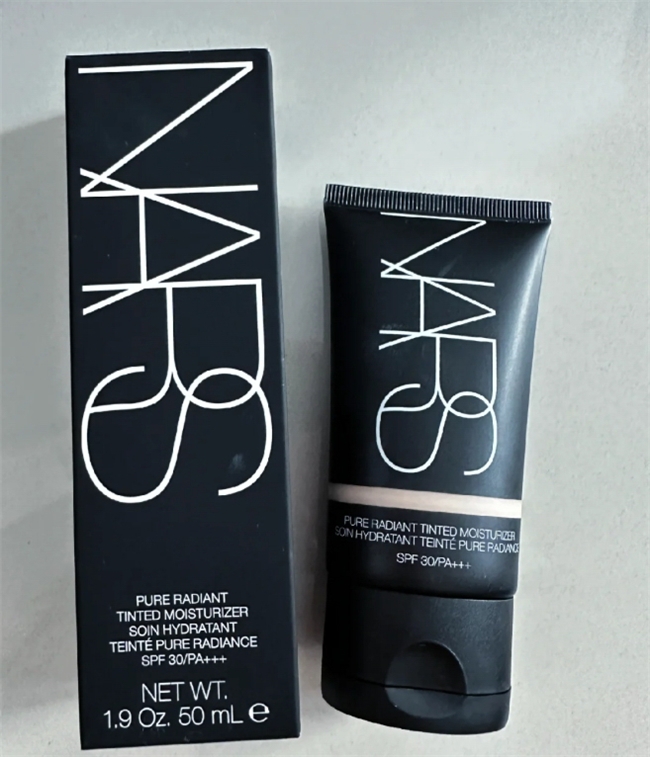 NARS
PURE RADIANT
TINTED MOISTURIZER
SOIN HYDRATANT
TEINTÉ PURE RADIANCE
SPF 30/PA+++
NET WT.
1.9 Oz. 50 mL e
NARS
PURE RADIANT TINTED MOISTURIZER
SOIN HYDRATANT TEINTÉ PURE RADIANCE
SPF 30/PA+++